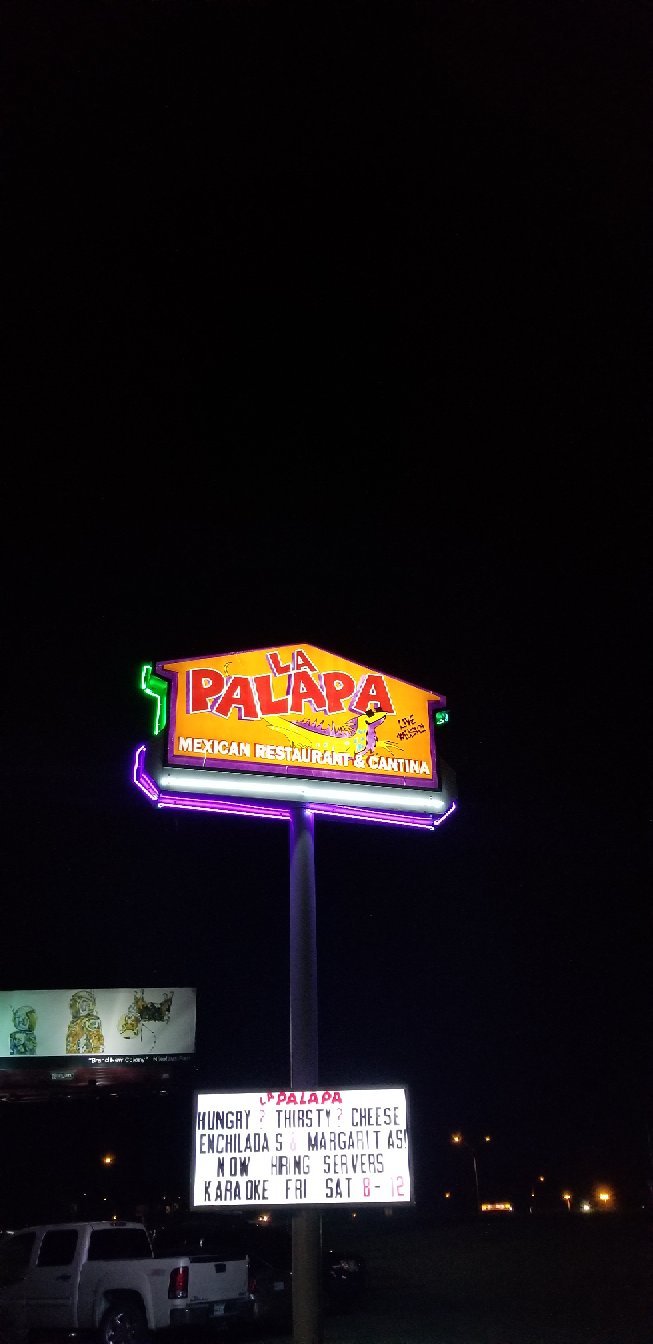 LA
PALAPA
LIVE
MEXICAN RESTAURANT & CANTINA
LA PALAPA
HUNGRY ? THIRSTY ? CHEESE
ENCHILADAS & MARGARITAS!
NOW HIRING SERVERS
KARAOKE FRI SAT 8-12